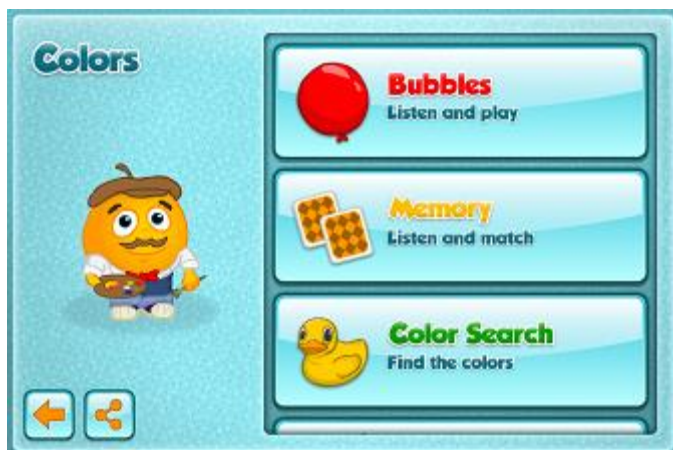 Colors
Bubbles
Listen and play
Memory
Listen and match
Color Search
Find the colors